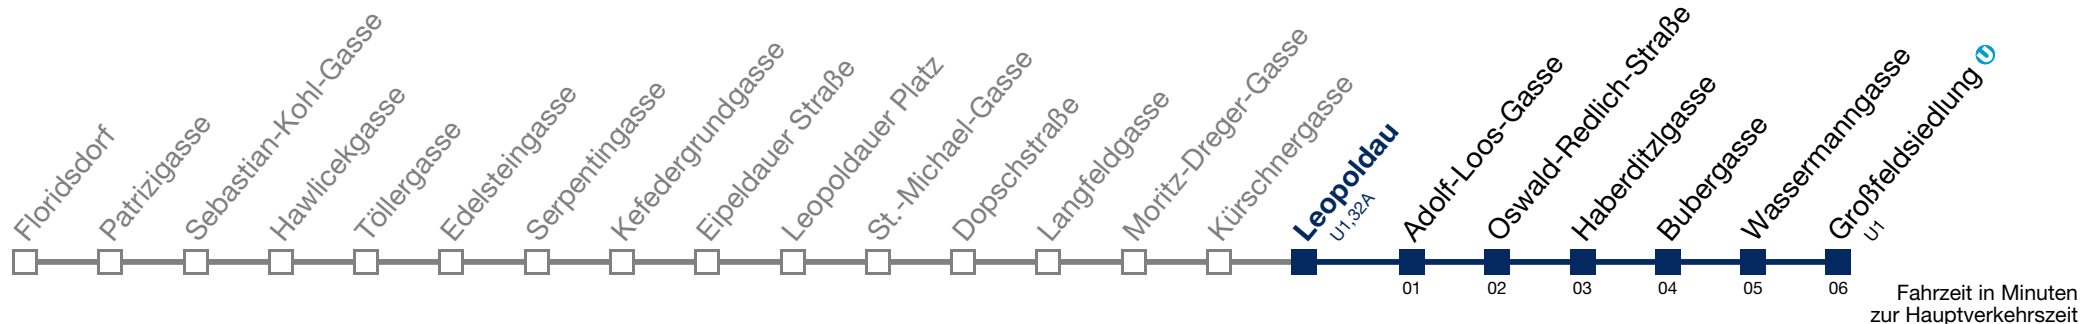 Floridsdorf
Patrizigasse
Sebastian-Kohl-Gasse
Hawlicekgasse
Töllergasse
Edelsteingasse
Serpentingasse
Kefedergrundgasse
Eipeldauer Straße
Leopoldauer Platz
St.-Michael-Gasse
Dopschstraße
Langfeldgasse
Moritz-Dreger-Gasse
Kürschnergasse
Leopoldau
U1,32A
Adolf-Loos-Gasse
Oswald-Redlich-Straße
Haberditzlgasse
Bubergasse
Wassermanngasse
Großfeldsiedlung U
U1
01 02 03 04 05 06
Fahrzeit in Minuten
zur Hauptverkehrszeit